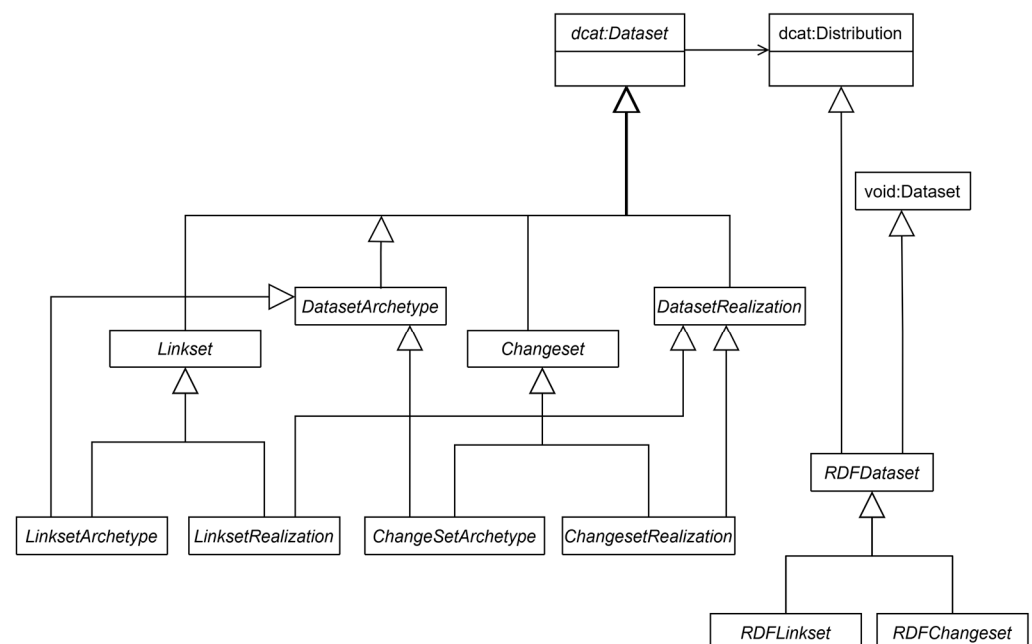 dcat:Dataset
dcat:Distribution
void:Dataset
DatasetArchetype
DatasetRealization
Linkset
Changeset
RDFDataset
LinksetArchetype
LinksetRealization
ChangeSetArchetype
ChangesetRealization
RDFLinkset
RDFChangeset